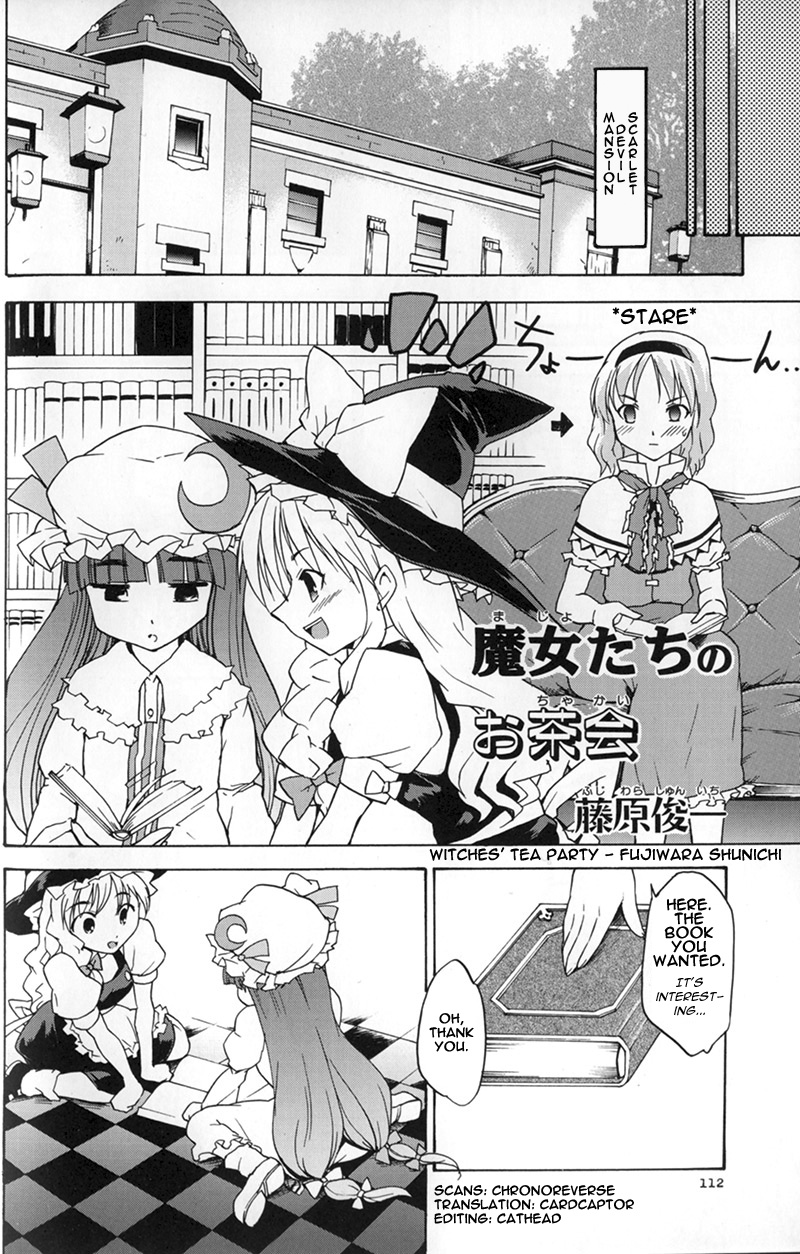 SCARLET
DEVIL
MANSION
*STARE*
ちょーーん..
まじょ
魔女たちの
ちゃかい
お茶会
ふじわらしゅんいち
藤原俊一
WITCHES' TEA PARTY - FUJIWARA SHUNICHI
HERE.
THE
BOOK
YOU
WANTED.
IT'S
INTEREST-
ING...
OH,
THANK
YOU.
112
SCANS: CHRONOREVERSE
TRANSLATION: CARDCAPTOR
EDITING: CATHEAD